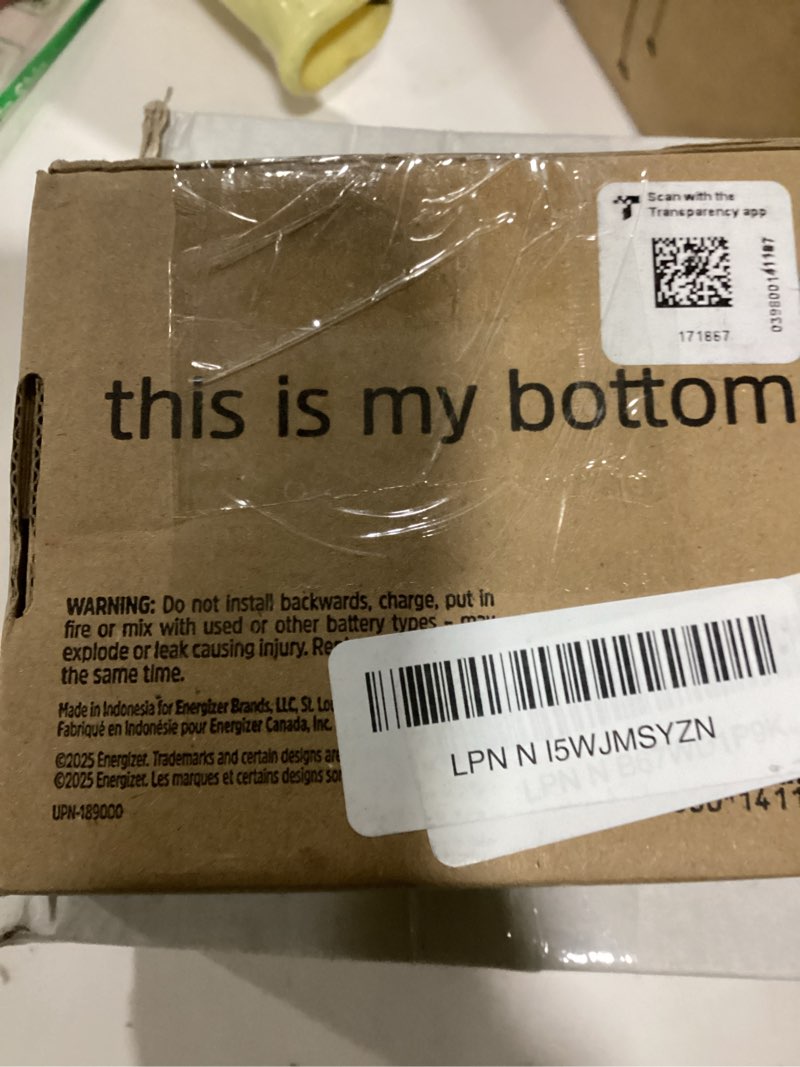 Scan with the
Transparency app
171667
039800141187
this is my bottom
WARNING: Do not install backwards, charge, put in
fire or mix with used or other battery types - may
explode or leak causing injury.
the same time.
Made in Indonesia for Energizer Brands, LLC, St.
Fabriqué en Indonésie pour Energizer Canada, Inc.
©2025 Energizer. Trademarks and certain designs are
©2025 Energizer. Les marques et certains designs
UPN-189000
LPN N I5WJMSYZN